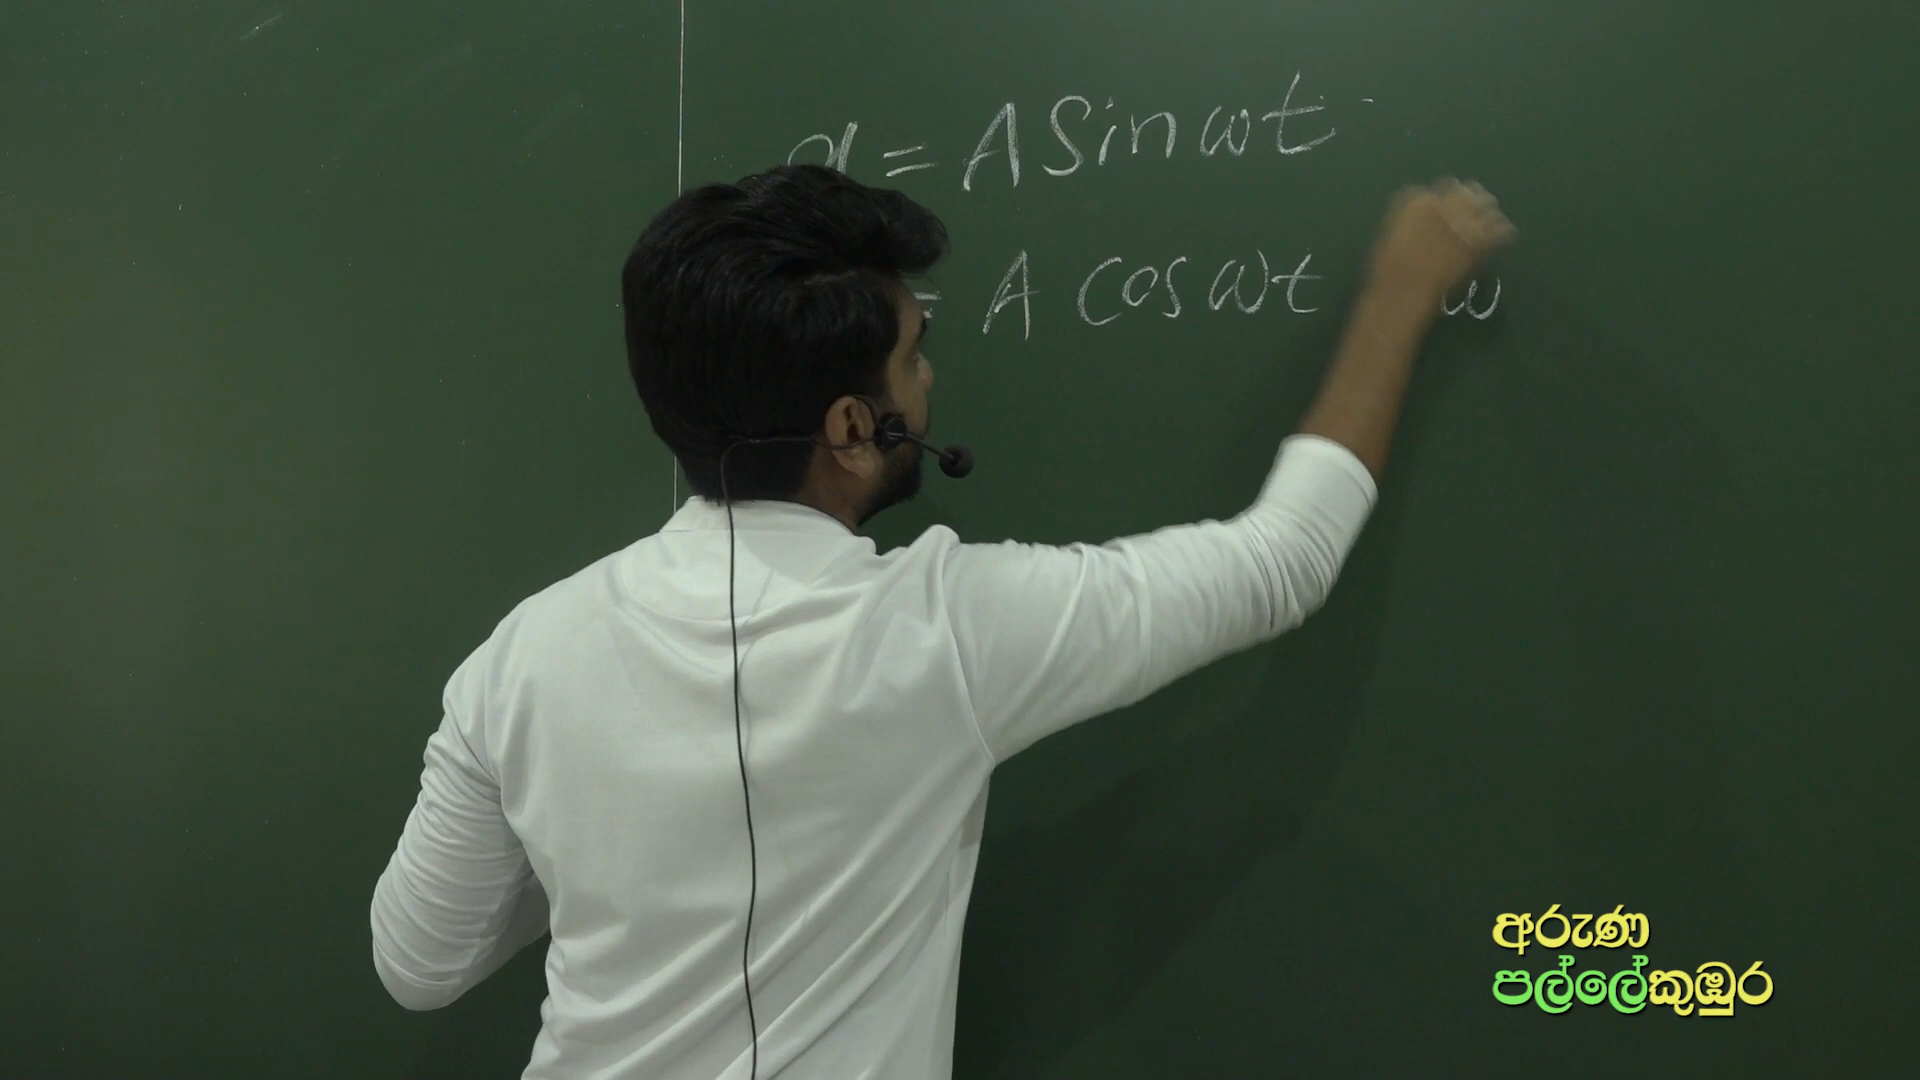 = A Sin ωt
= A cos ωt ω
අරුණ
පල්ලේකුඹුර